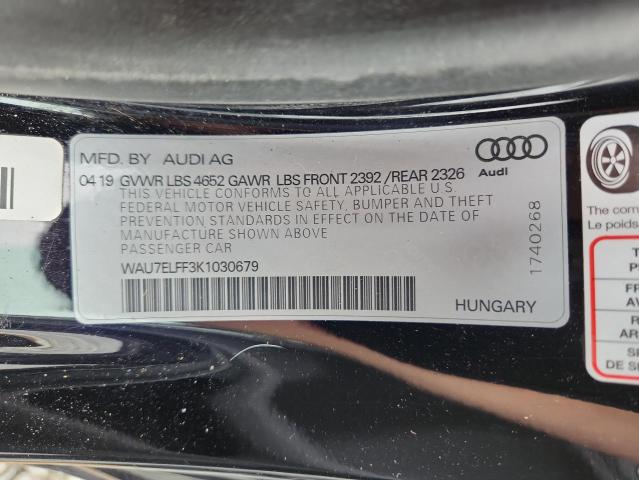 MFD. BY AUDI AG
Audi
04 19 GVWR LBS 4652 GAWR LBS FRONT 2392 /REAR 2326
THIS VEHICLE CONFORMS TO ALL APPLICABLE U.S.
FEDERAL MOTOR VEHICLE SAFETY, BUMPER AND THEFT
PREVENTION STANDARDS IN EFFECT ON THE DATE OF
MANUFACTURE SHOWN ABOVE
PASSENGER CAR
WAU7ELFF3K1030679
HUNGARY
1740268
The com
Le poids